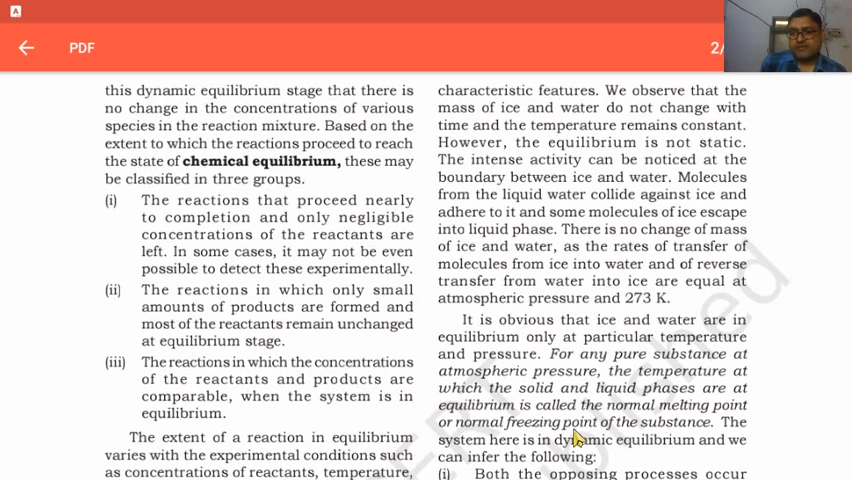 A
PDF
2/
this dynamic equilibrium stage that there is
no change in the concentrations of various
species in the reaction mixture. Based on the
extent to which the reactions proceed to reach
the state of chemical equilibrium, these may
be classified in three groups.
(i) The reactions that proceed nearly
to completion and only negligible
concentrations of the reactants are
left. In some cases, it may not be even
possible to detect these experimentally.
(ii) The reactions in which only small
amounts of products are formed and
most of the reactants remain unchanged
at equilibrium stage.
(iii) The reactions in which the concentrations
of the reactants and products are
comparable, when the system is in
equilibrium.
The extent of a reaction in equilibrium
varies with the experimental conditions such
as concentrations of reactants, temperature,
characteristic features. We observe that the
mass of ice and water do not change with
time and the temperature remains constant.
However, the equilibrium is not static.
The intense activity can be noticed at the
boundary between ice and water. Molecules
from the liquid water collide against ice and
adhere to it and some molecules of ice escape
into liquid phase. There is no change of mass
of ice and water, as the rates of transfer of
molecules from ice into water and of reverse
transfer from water into ice are equal at
atmospheric pressure and 273 K.
It is obvious that ice and water are in
equilibrium only at particular temperature
and pressure. For any pure substance at
atmospheric pressure, the temperature at
which the solid and liquid phases are at
equilibrium is called the normal melting point
or normal freezing point of the substance. The
system here is in dynamic equilibrium and we
can infer the following:
(i) Both the opposing processes occur